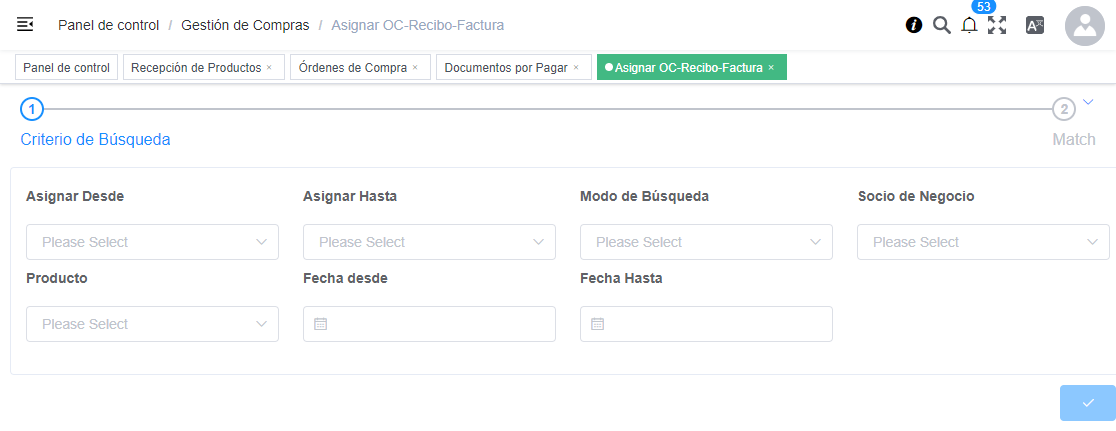 53
Panel de control / Gestión de Compras / Asignar OC-Recibo-Factura
Panel de control Recepción de Productos × Órdenes de Compra × Documentos por Pagar × Asignar OC-Recibo-Factura ×
1 2
Criterio de Búsqueda Match
Asignar Desde Asignar Hasta Modo de Búsqueda Socio de Negocio
Please Select Please Select Please Select Please Select
Producto Fecha desde Fecha Hasta
Please Select